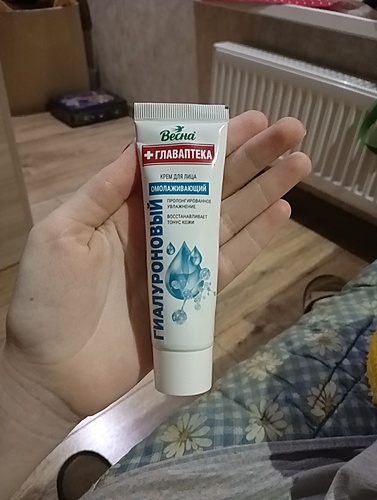 Весна
ГЛАВАПТЕКА
КРЕМ ДЛЯ ЛИЦА
ОМОЛАЖИВАЮЩИЙ
ГИАЛУРОНОВЫЙ
ПРОЛОНГИРОВАННОЕ
УВЛАЖНЕНИЕ
ВОССТАНАВЛИВАЕТ
ТОНУС КОЖИ